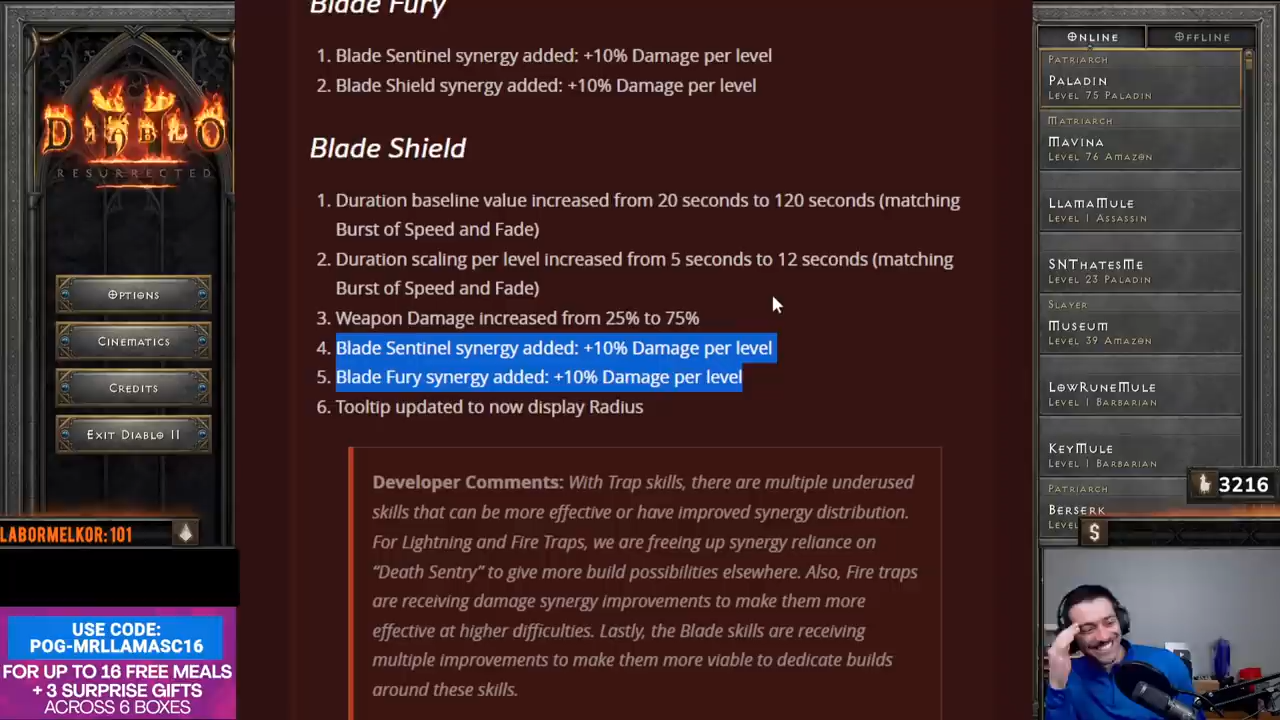 Blade Fury
1. Blade Sentinel synergy added: +10% Damage per level
2. Blade Shield synergy added: +10% Damage per level
Blade Shield
1. Duration baseline value increased from 20 seconds to 120 seconds (matching
Burst of Speed and Fade)
2. Duration scaling per level increased from 5 seconds to 12 seconds (matching
Burst of Speed and Fade)
3. Weapon Damage increased from 25% to 75%
4. Blade Sentinel synergy added: +10% Damage per level
5. Blade Fury synergy added: +10% Damage per level
6. Tooltip updated to now display Radius
Developer Comments: With Trap skills, there are multiple underused
skills that can be more effective or have improved synergy distribution.
For Lightning and Fire Traps, we are freeing up synergy reliance on
“Death Sentry” to give more build possibilities elsewhere. Also, Fire traps
are receiving damage synergy improvements to make them more
effective at higher difficulties. Lastly, the Blade skills are receiving
multiple improvements to make them more viable to dedicate builds
around these skills.
DIABLO
II
RESURRECTED
Options
Cinematics
Credits
Exit Diablo II
LABORMELKOR: 101
USE CODE:
POG-MRLLAMASC16
FOR UP TO 16 FREE MEALS
+ 3 SURPRISE GIFTS
ACROSS 6 BOXES
Online
Offline
Patriarch
Paladin
Level 75 Paladin
Matriarch
Mavina
Level 76 Amazon
LlamaMule
Level 1 Assassin
SNThatesMe
Level 23 Paladin
Slayer
Museum
Level 39 Amazon
LowRuneMule
Level 1 Barbarian
KeyMule
Level 1 Barbarian
Patriarch
Berserk
Level
3216
$